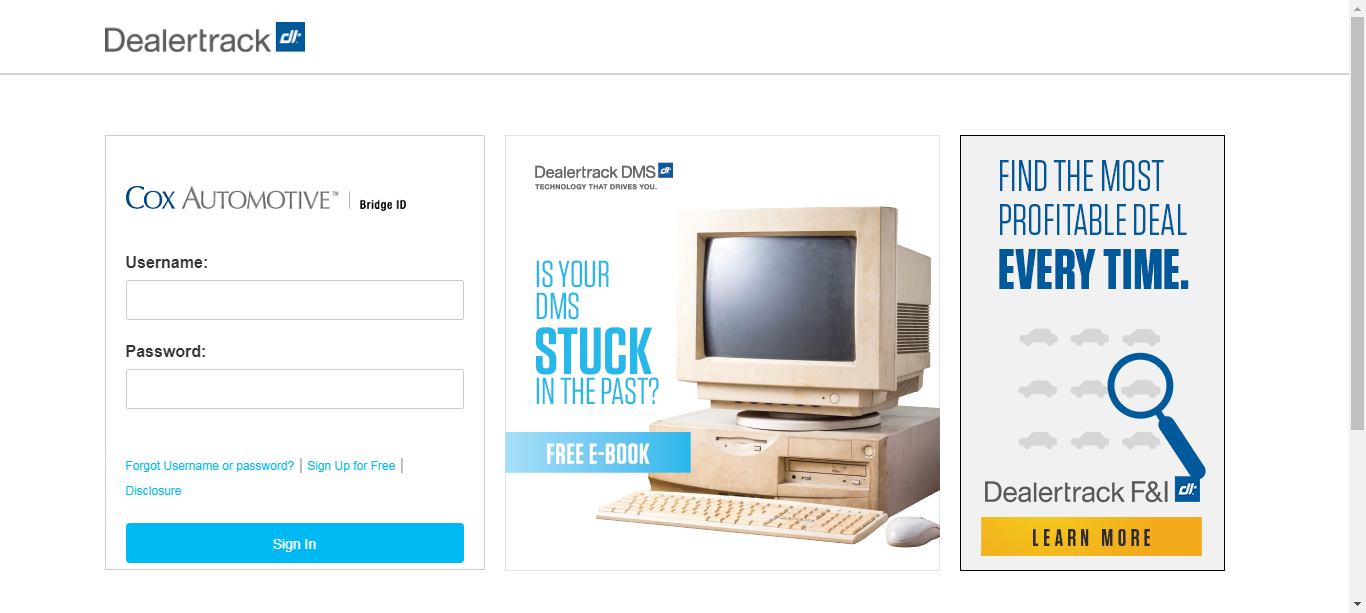 Dealertrack dt
COX AUTOMOTIVE™ | Bridge ID
Username:
Password:
Forgot Username or password? | Sign Up for Free |
Disclosure
Sign In
Dealertrack DMS dt
TECHNOLOGY THAT DRIVES YOU.
IS YOUR
DMS
STUCK
IN THE PAST?
FREE E-BOOK
FIND THE MOST
PROFITABLE DEAL
EVERY TIME.
Dealertrack F&I dt
LEARN MORE